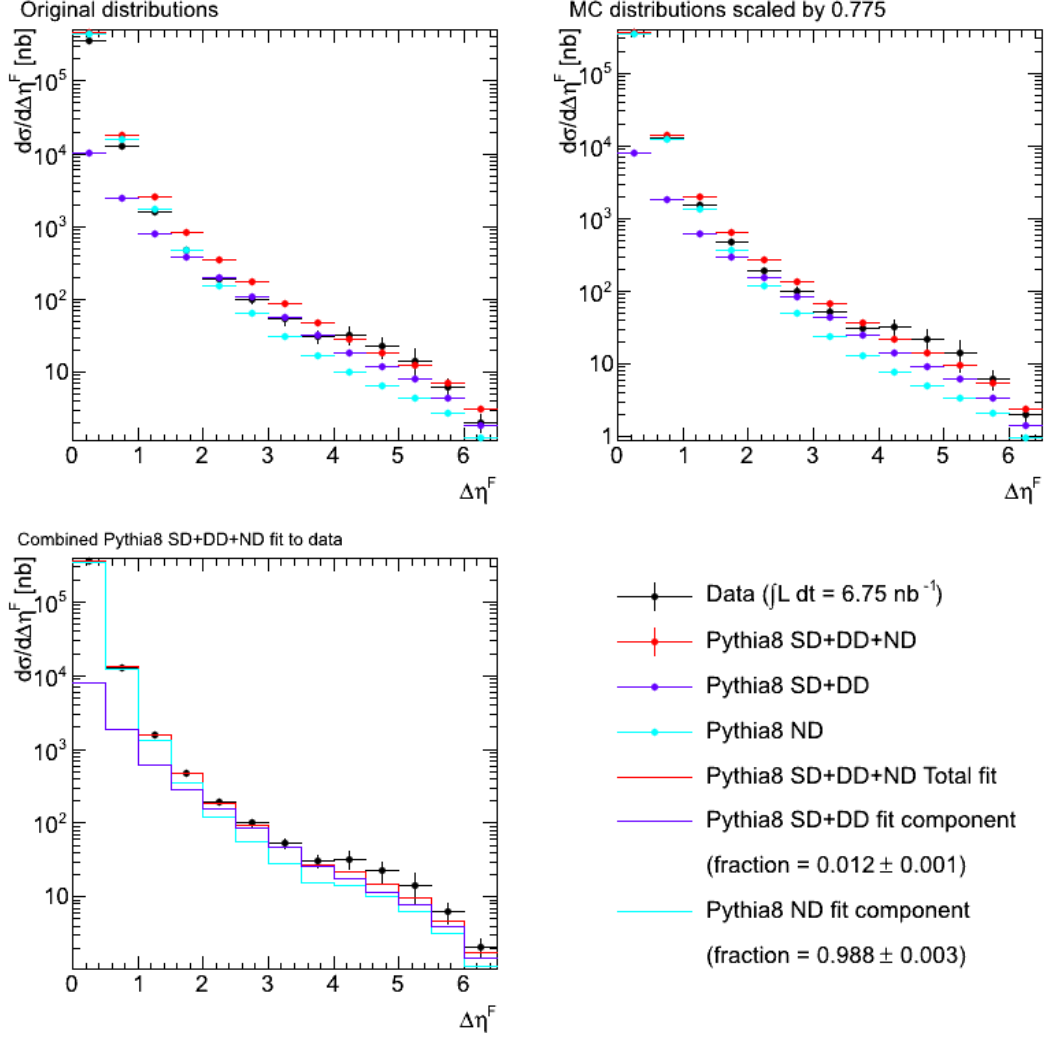 Original distributions
dσ/dΔη^F [nb]
10^5
10^4
10^3
10^2
10
0 1 2 3 4 5 6
Δη^F
MC distributions scaled by 0.775
dσ/dΔη^F [nb]
10^5
10^4
10^3
10^2
10
1
0 1 2 3 4 5 6
Δη^F
Combined Pythia8 SD+DD+ND fit to data
dσ/dΔη^F [nb]
10^5
10^4
10^3
10^2
10
0 1 2 3 4 5 6
Δη^F
Data (∫L dt = 6.75 nb^-1)
Pythia8 SD+DD+ND
Pythia8 SD+DD
Pythia8 ND
Pythia8 SD+DD+ND Total fit
Pythia8 SD+DD fit component
(fraction = 0.012 ± 0.001)
Pythia8 ND fit component
(fraction = 0.988 ± 0.003)